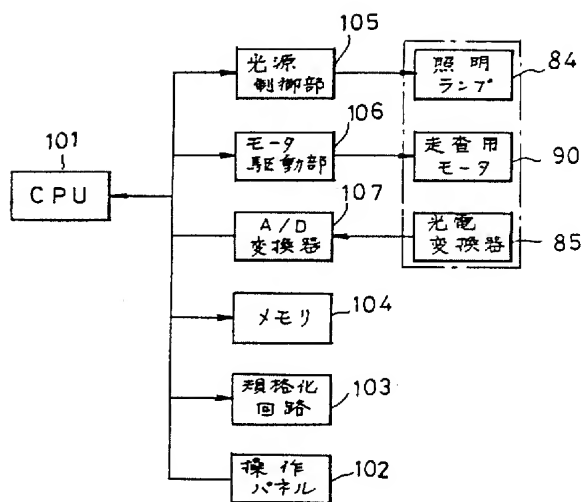 105
光源
制御部
照明
ランプ
84
106
101
モータ
駆動部
走査用
モータ
90
CPU
107
A/D
変換器
光電
変換器
85
メモリ
104
規格化
回路
103
操作
パネル
102